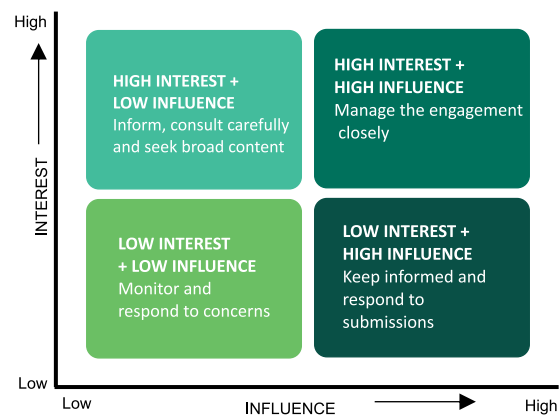 High
HIGH INTEREST +
LOW INFLUENCE
Inform, consult carefully
and seek broad content
HIGH INTEREST +
HIGH INFLUENCE
Manage the engagement
closely
INTEREST
LOW INTEREST
+ LOW INFLUENCE
Monitor and
respond to concerns
LOW INTEREST +
HIGH INFLUENCE
Keep informed and
respond to
submissions
Low
Low
INFLUENCE
High